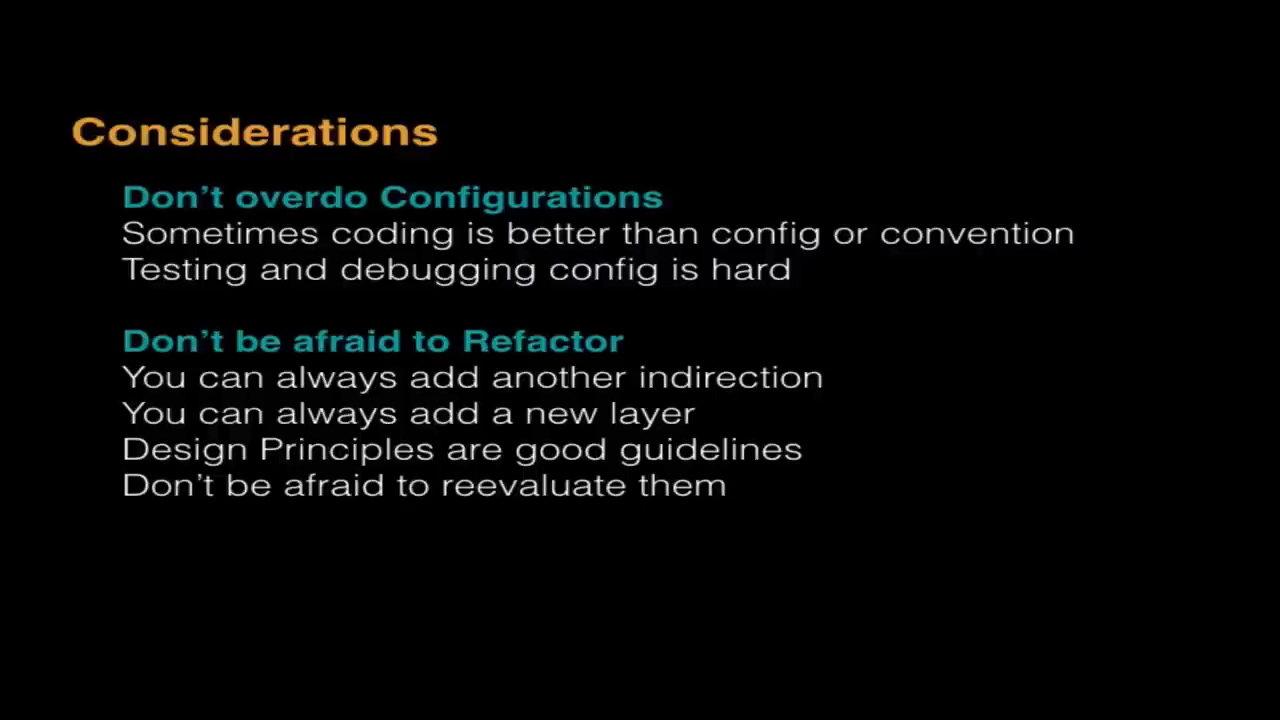 Considerations
Don't overdo Configurations
Sometimes coding is better than config or convention
Testing and debugging config is hard
Don't be afraid to Refactor
You can always add another indirection
You can always add a new layer
Design Principles are good guidelines
Don't be afraid to reevaluate them